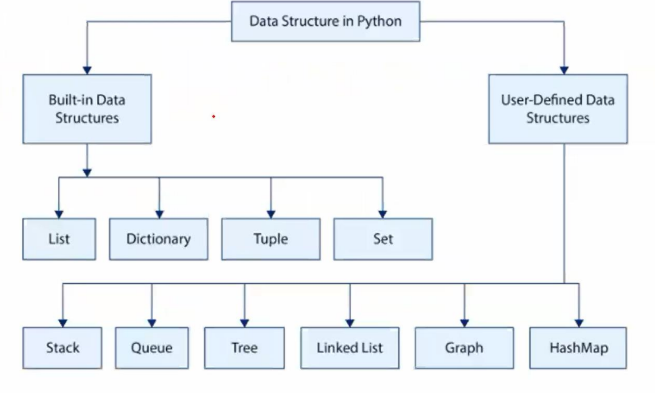 Data Structure in Python
Built-in Data
Structures
User-Defined Data
Structures
List
Dictionary
Tuple
Set
Stack
Queue
Tree
Linked List
Graph
HashMap